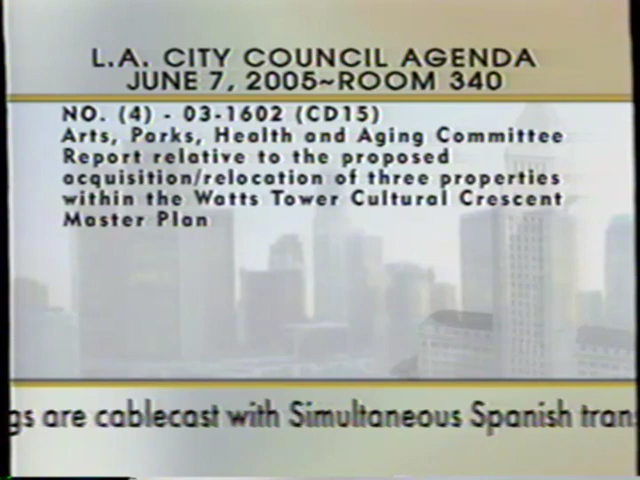 L.A. CITY COUNCIL AGENDA
JUNE 7, 2005~ROOM 340
NO. (4) - 03-1602 (CD15)
Arts, Parks, Health and Aging Committee
Report relative to the proposed
acquisition/relocation of three properties
within the Watts Tower Cultural Crescent
Master Plan
gs are cablecast with Simultaneous Spanish tran